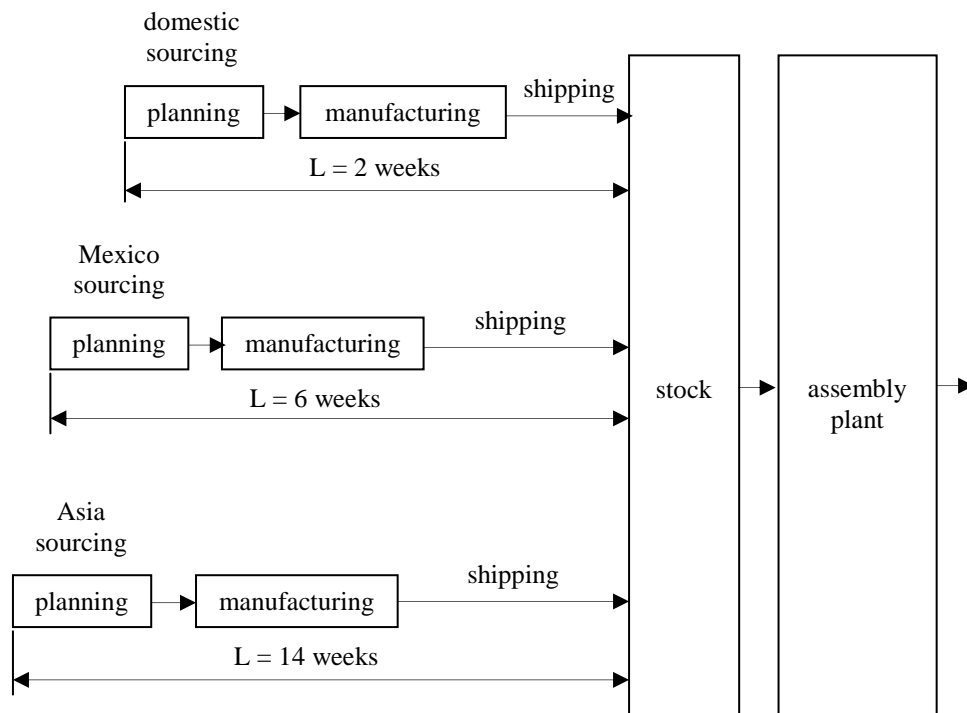 domestic
sourcing
planning
manufacturing
shipping
L = 2 weeks
Mexico
sourcing
planning
manufacturing
shipping
L = 6 weeks
Asia
sourcing
planning
manufacturing
shipping
L = 14 weeks
stock
assembly
plant